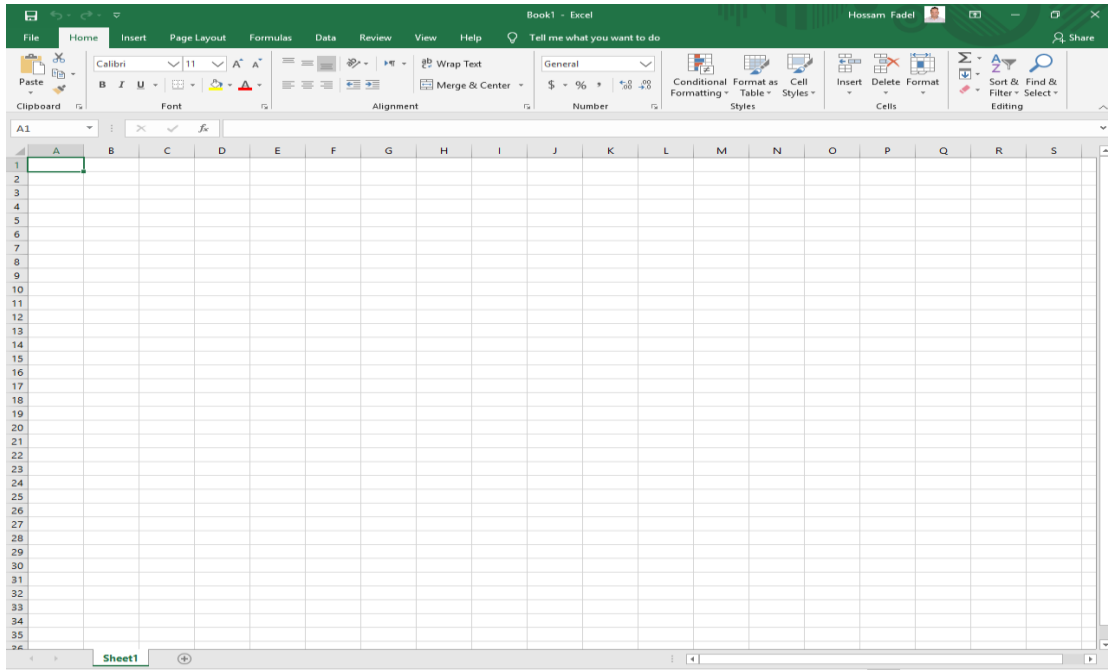 Book1 - Excel
Hossam Fadel
File Home Insert Page Layout Formulas Data Review View Help Tell me what you want to do Share
Paste
Clipboard
Calibri 11
B I U
Font
Wrap Text
Merge & Center
Alignment
General
$ % ,
Number
Conditional Formatting
Format as Table
Cell Styles
Styles
Insert Delete Format
Cells
Sort & Filter
Find & Select
Editing
A1 fx
A B C D E F G H I J K L M N O P Q R S
1
2
3
4
5
6
7
8
9
10
11
12
13
14
15
16
17
18
19
20
21
22
23
24
25
26
27
28
29
30
31
32
33
34
35
36
Sheet1